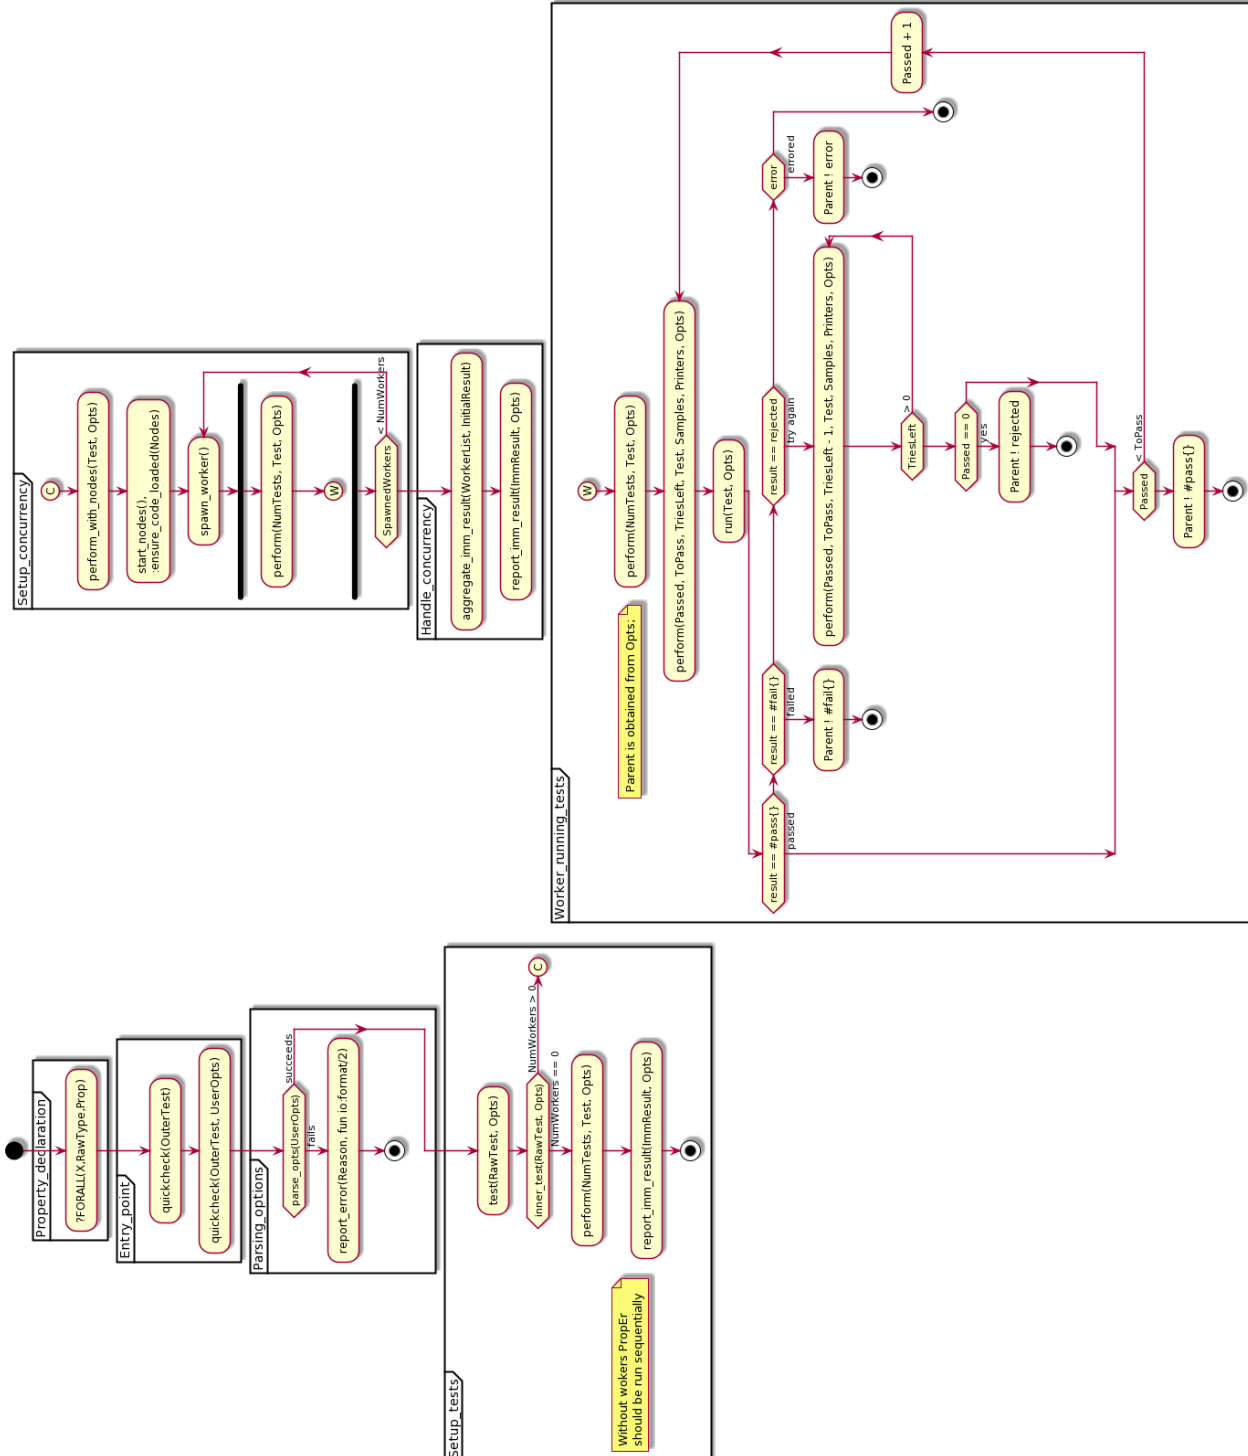 Property_declaration
?FORALL(X,RawType,Prop)
Entry_point
quickcheck(OuterTest)
quickcheck(OuterTest, UserOpts)
Parsing_options
parse_opts(UserOpts)
succeeds
fails
report_error(Reason, fun io:format/2)
Setup_tests
test(RawTest, Opts)
inner_test(RawTest, Opts)
NumWorkers > 0
C
NumWorkers == 0
perform(NumTests, Test, Opts)
Without wokers PropEr
should be run sequentially
report_imm_result(ImmResult, Opts)
Setup_concurrency
C
perform_with_nodes(Test, Opts)
start_nodes(),
:ensure_code_loaded(Nodes)
spawn_worker()
perform(NumTests, Test, Opts)
W
SpawnedWorkers
< NumWorkers
Handle_concurrency
aggregate_imm_result(WorkerList, InitialResult)
report_imm_result(ImmResult, Opts)
Worker_running_tests
W
Parent is obtained from Opts;
perform(NumTests, Test, Opts)
perform(Passed, ToPass, TriesLeft, Test, Samples, Printers, Opts)
run(Test, Opts)
result == #pass{}
passed
result == #fail{}
failed
Parent ! #fail{}
result == rejected
try again
perform(Passed, ToPass, TriesLeft - 1, Test, Samples, Printers, Opts)
TriesLeft
> 0
Passed == 0
yes
Parent ! rejected
error
errored
Parent ! error
Passed
< ToPass
Passed + 1
Parent ! #pass{}